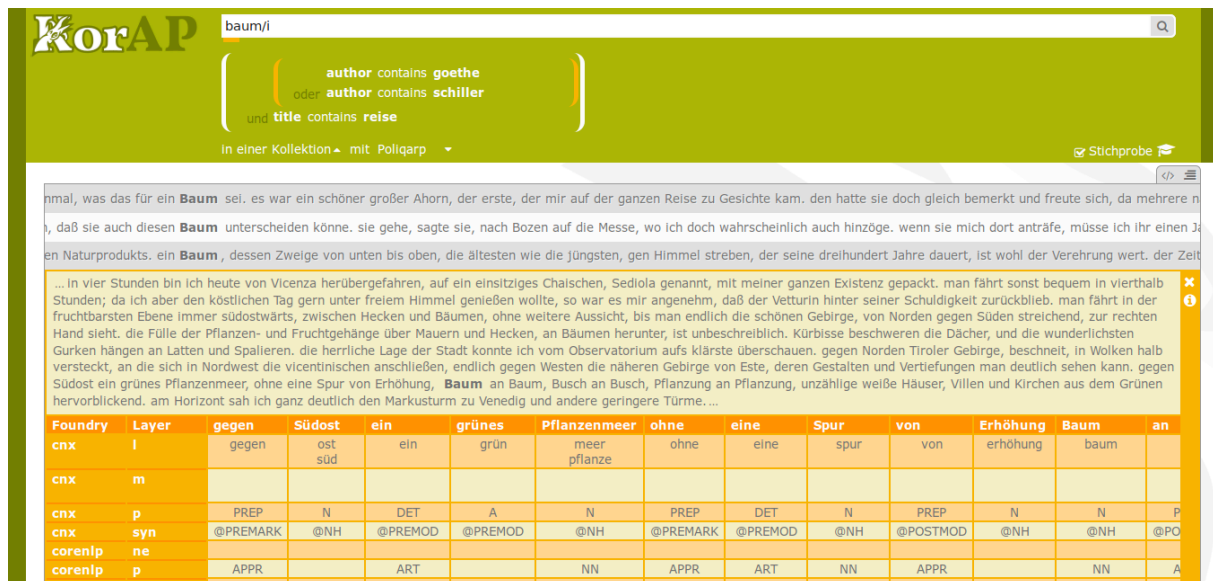 KorAP
baum/i
author contains goethe
oder author contains schiller
und title contains reise
in einer Kollektion mit Poliqarp
Stichprobe
nmal, was das für ein Baum sei. es war ein schöner großer Ahorn, der erste, der mir auf der ganzen Reise zu Gesichte kam. den hatte sie doch gleich bemerkt und freute sich, da mehrere n
, daß sie auch diesen Baum unterscheiden könne. sie gehe, sagte sie, nach Bozen auf die Messe, wo ich doch wahrscheinlich auch hinzöge. wenn sie mich dort anträfe, müsse ich ihr einen Ja
en Naturprodukts. ein Baum, dessen Zweige von unten bis oben, die ältesten wie die jüngsten, gen Himmel streben, der seine dreihundert Jahre dauert, ist wohl der Verehrung wert. der Zeit
... in vier Stunden bin ich heute von Vicenza herübergefahren, auf ein einsitziges Chaischen, Sediola genannt, mit meiner ganzen Existenz gepackt. man fährt sonst bequem in vierthalb
Stunden; da ich aber den köstlichen Tag gern unter freiem Himmel genießen wollte, so war es mir angenehm, daß der Vetturin hinter seiner Schuldigkeit zurückblieb. man fährt in der
fruchtbarsten Ebene immer südostwärts, zwischen Hecken und Bäumen, ohne weitere Aussicht, bis man endlich die schönen Gebirge, von Norden gegen Süden streichend, zur rechten
Hand sieht. die Fülle der Pflanzen- und Fruchtgehänge über Mauern und Hecken, an Bäumen herunter, ist unbeschreiblich. Kürbisse beschweren die Dächer, und die wunderlichsten
Gurken hängen an Latten und Spalieren. die herrliche Lage der Stadt konnte ich vom Observatorium aufs klärste überschauen. gegen Norden Tiroler Gebirge, beschneit, in Wolken halb
versteckt, an die sich in Nordwest die vicentinischen anschließen, endlich gegen Westen die näheren Gebirge von Este, deren Gestalten und Vertiefungen man deutlich sehen kann. gegen
Südost ein grünes Pflanzenmeer, ohne eine Spur von Erhöhung, Baum an Baum, Busch an Busch, Pflanzung an Pflanzung, unzählige weiße Häuser, Villen und Kirchen aus dem Grünen
hervorblickend. am Horizont sah ich ganz deutlich den Markusturm zu Venedig und andere geringere Türme. ...
Foundry Layer gegen Südost ein grünes Pflanzenmeer ohne eine Spur von Erhöhung Baum an
cnx l gegen ost ein grün meer ohne eine spur von erhöhung baum
süd pflanze
cnx m
cnx p PREP N DET A N PREP DET N PREP N N P
cnx syn @PREMARK @NH @PREMOD @PREMOD @NH @PREMARK @PREMOD @NH @POSTMOD @NH @NH @PO
corenlp ne
corenlp p APPR ART NN APPR ART NN APPR NN A